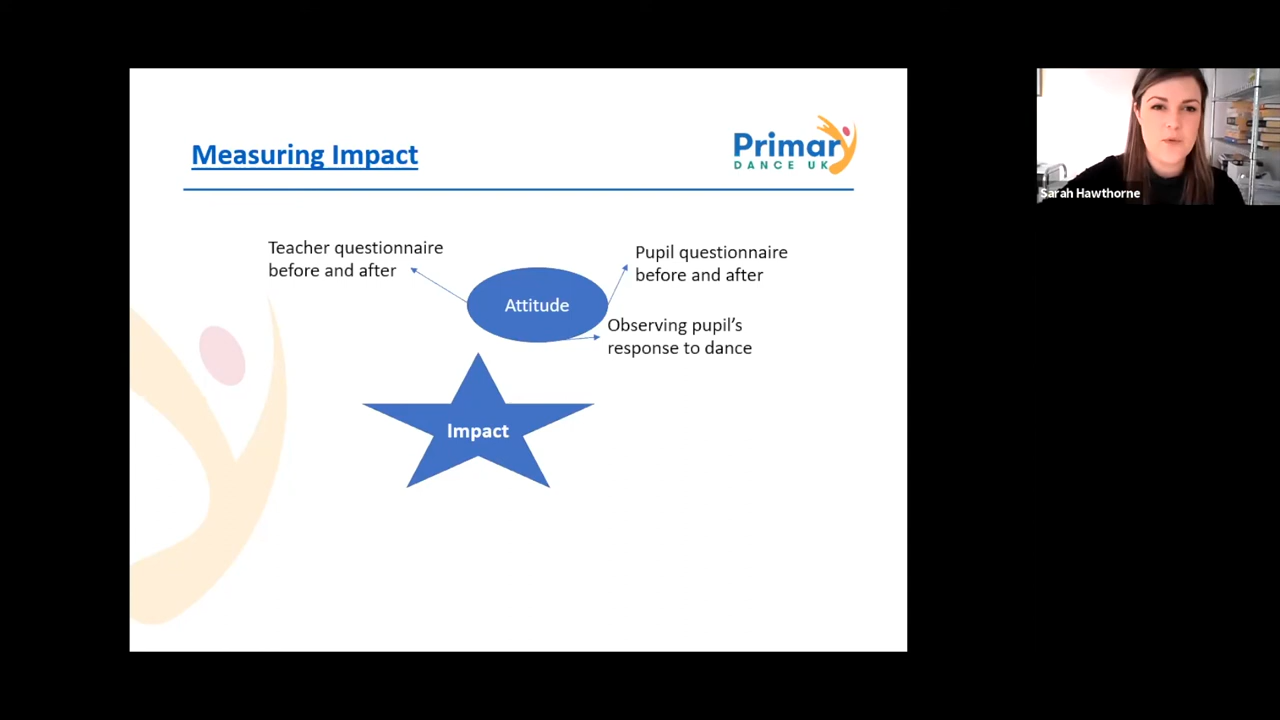 Measuring Impact
Primary
DANCE UK
Sarah Hawthorne
Teacher questionnaire
before and after
Pupil questionnaire
before and after
Attitude
Observing pupil’s
response to dance
Impact